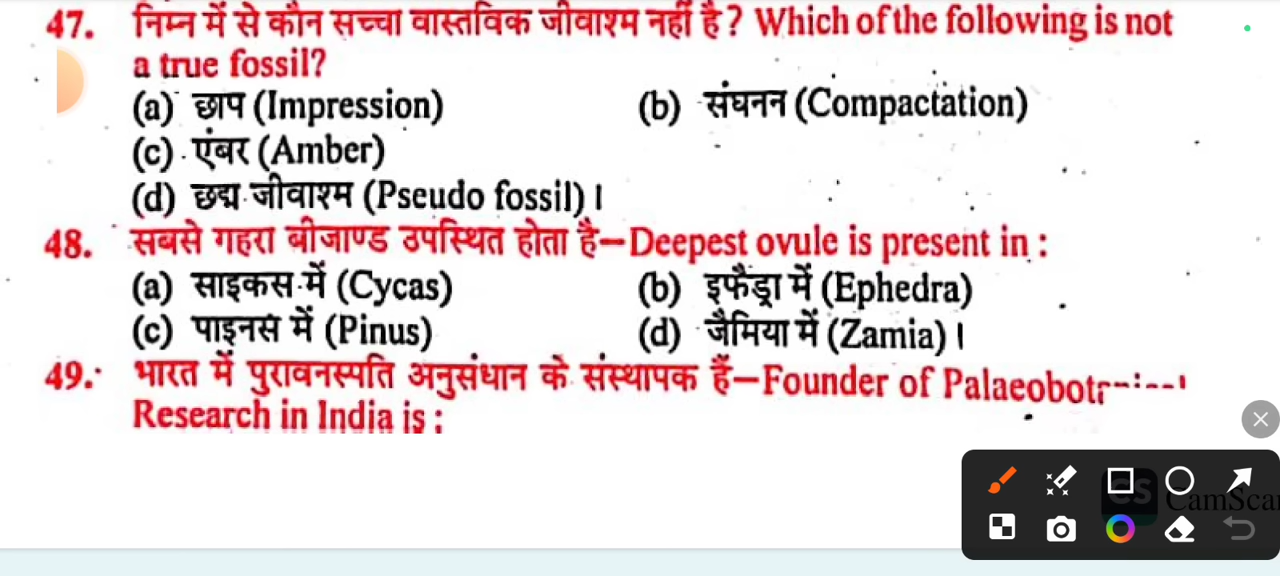 47. निम्न में से कौन सच्चा वास्तविक जीवाश्म नहीं है? Which of the following is not
a true fossil?
(a) छाप (Impression) (b) संघनन (Compactation)
(c) एंबर (Amber)
(d) छद्म जीवाश्म (Pseudo fossil)।
48. सबसे गहरा बीजाण्ड उपस्थित होता है–Deepest ovule is present in :
(a) साइकस में (Cycas) (b) इफैड्रा में (Ephedra)
(c) पाइनस में (Pinus) (d) जैमिया में (Zamia)।
49. भारत में पुरावनस्पति अनुसंधान के संस्थापक हैं–Founder of
Research in India is :
CS